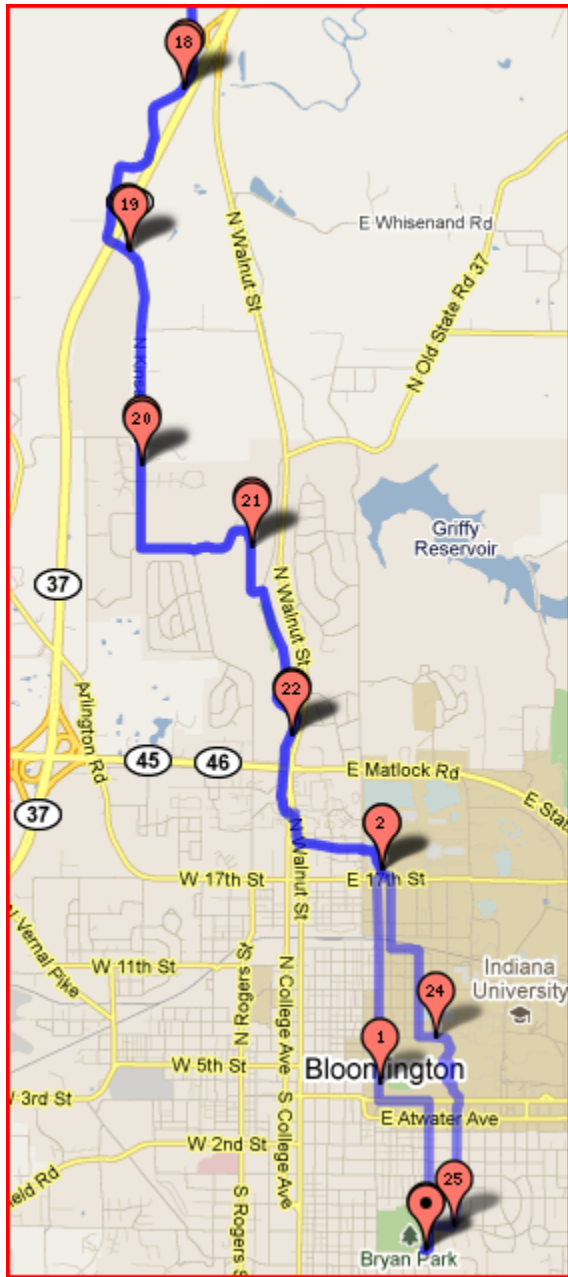 18
19
N Walnut St
E Whisenand Rd
N Old State Rd 37
20
21
Griffy
Reservoir
37
N Walnut St
22
Arlington Rd
45
46
E Matlock Rd
37
2
N Walnut St
W 17th St
E 17th St
N Vernal Pike
W 11th St
N Rogers St
N College Ave
Indiana
University
24
1
W 5th St
Bloomington
W 3rd St
E Atwater Ave
W 2nd St
S College Ave
S Rogers
25
Bryan Park